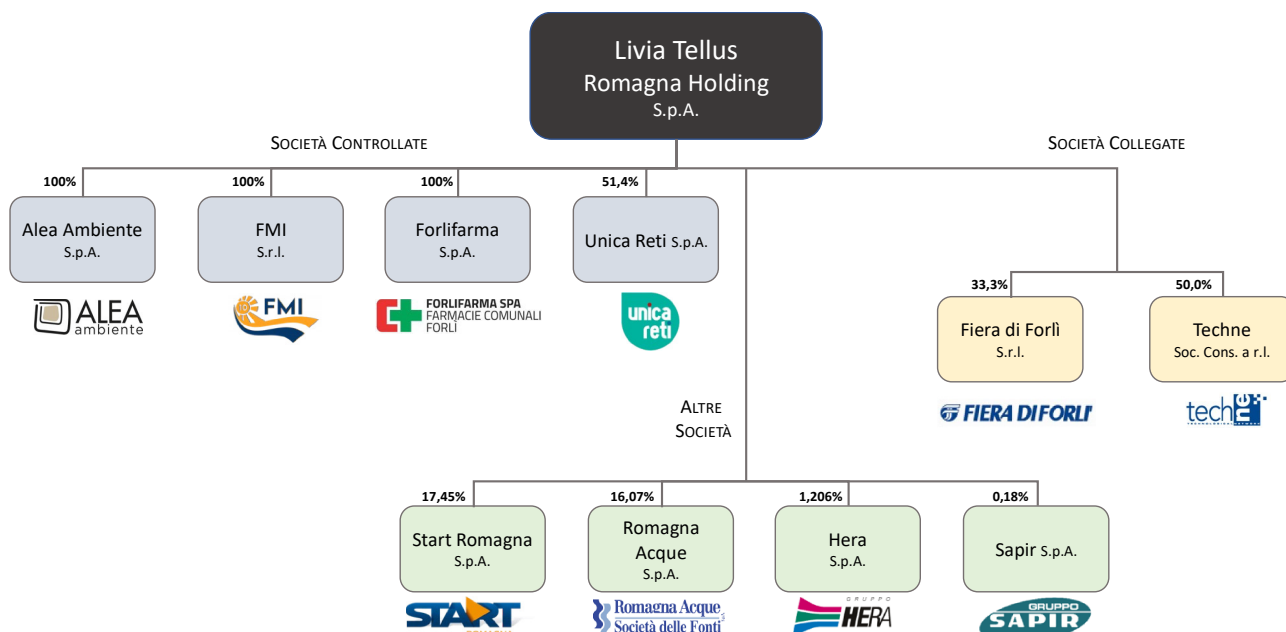 Livia Tellus
Romagna Holding
S.p.A.
SOCIETÀ CONTROLLATE
SOCIETÀ COLLEGATE
100%
100%
100%
51,4%
Alea Ambiente
S.p.A.
FMI
S.r.l.
Forlifarma
S.p.A.
Unica Reti S.p.A.
ALEA
ambiente
FMI
FORLIFARMA SPA
FARMACIE COMUNALI
FORLÌ
unica
reti
33,3%
50,0%
Fiera di Forlì
S.r.l.
Techne
Soc. Cons. a r.l.
FIERA DI FORLI'
techne
ALTRE
SOCIETÀ
17,45%
16,07%
1,206%
0,18%
Start Romagna
S.p.A.
Romagna
Acque
S.p.A.
Hera
S.p.A.
Sapir S.p.A.
START
Romagna Acque
Società delle Fonti
GRUPPO
HERA
GRUPPO
SAPIR